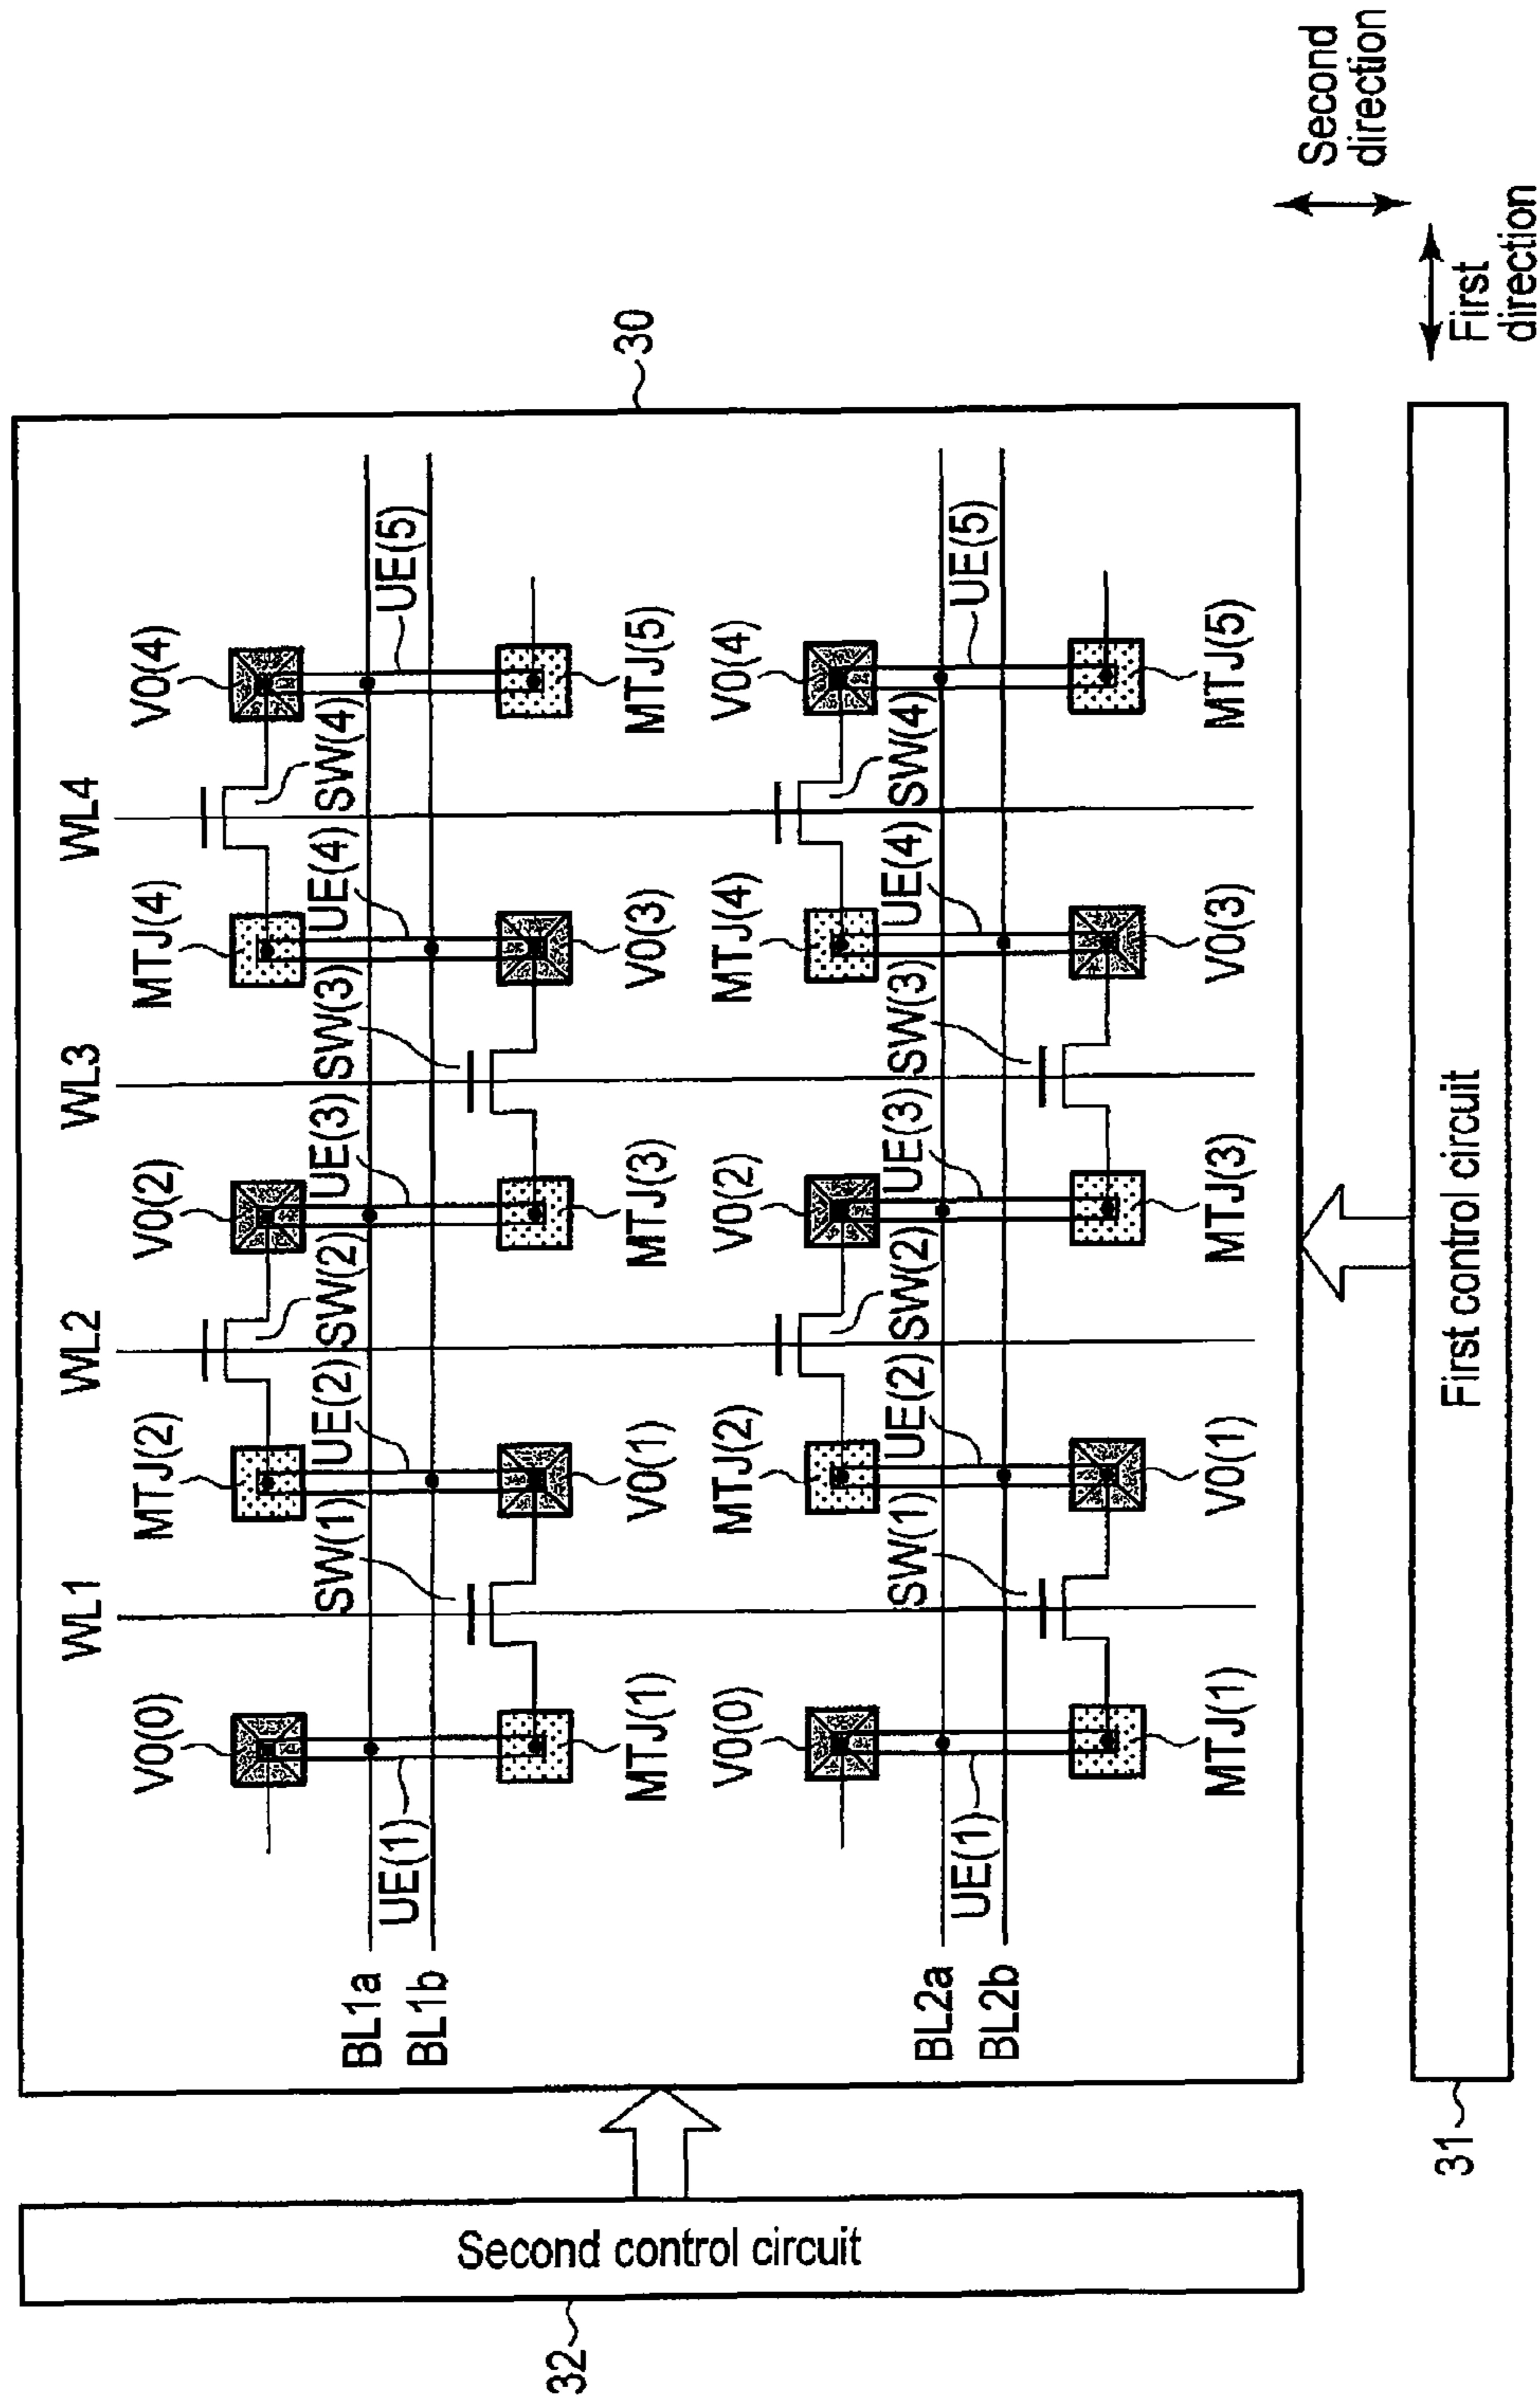 WL1 WL2 WL3 WL4
V0(0) MTJ(2) V0(2) MTJ(4) V0(4)
SW(1) UE(2) SW(2) UE(3) SW(3) UE(4) SW(4)
BL1a
UE(1) UE(5)
BL1b
32
Second control circuit
30
MTJ(1) V0(1) MTJ(3) V0(3) MTJ(5)
V0(0) MTJ(2) V0(2) MTJ(4) V0(4)
SW(1) UE(2) SW(2) UE(3) SW(3) UE(4) SW(4)
BL2a
UE(1) UE(5)
BL2b
MTJ(1) V0(1) MTJ(3) V0(3) MTJ(5)
Second
direction
31
First control circuit
First
direction